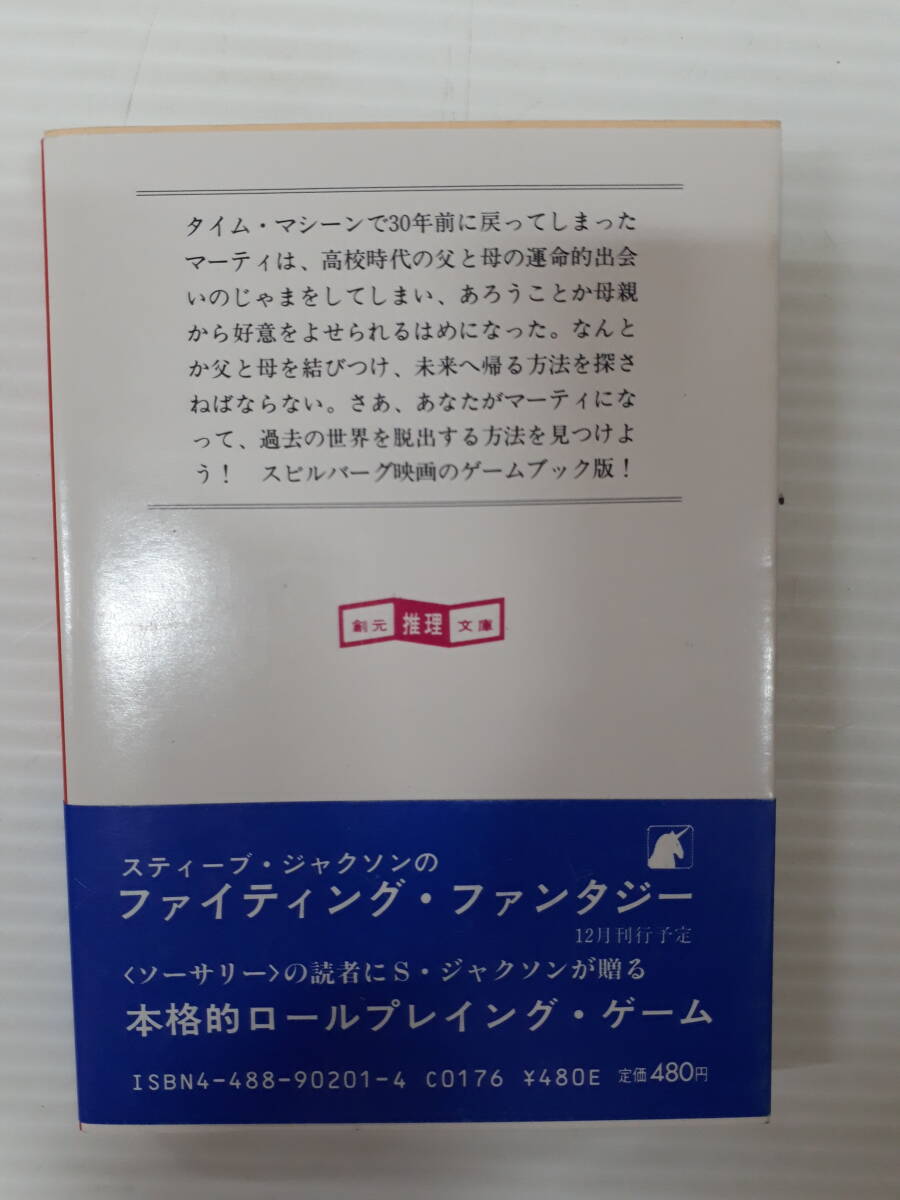 タイム・マシーンで30年前に戻ってしまった
マーティは、高校時代の父と母の運命的出会
いのじゃまをしてしまい、あろうことか母親
から好意をよせられるはめになった。なんと
か父と母を結びつけ、未来へ帰る方法を探さ
ねばならない。さあ、あなたがマーティにな
って、過去の世界を脱出する方法を見つけよ
う！　スピルバーグ映画のゲームブック版！
創元 推理 文庫
スティーブ・ジャクソンの
ファイティング・ファンタジー
12月刊行予定
〈ソーサリー〉の読者にS・ジャクソンが贈る
本格的ロールプレイング・ゲーム
ISBN4-488-90201-4 C0176 ¥480E 定価480円